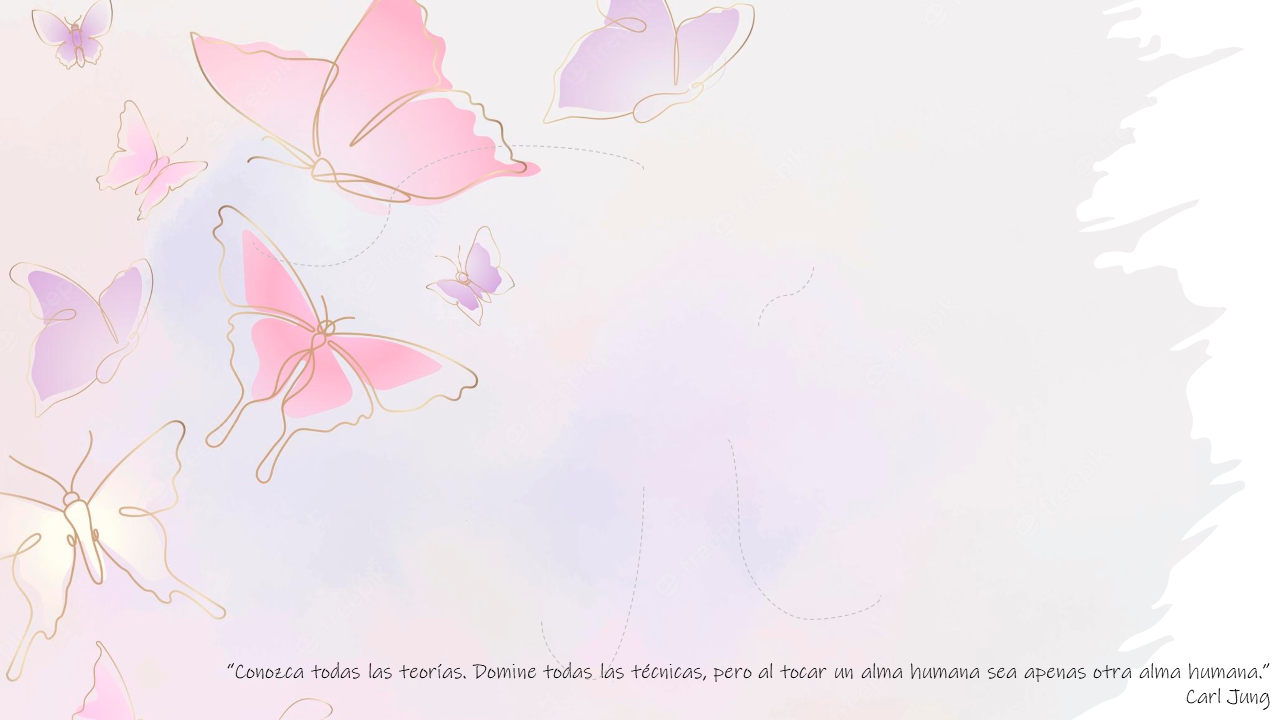 “Conozca todas las teorías. Domine todas las técnicas, pero al tocar un alma humana sea apenas otra alma humana.”
Carl Jung